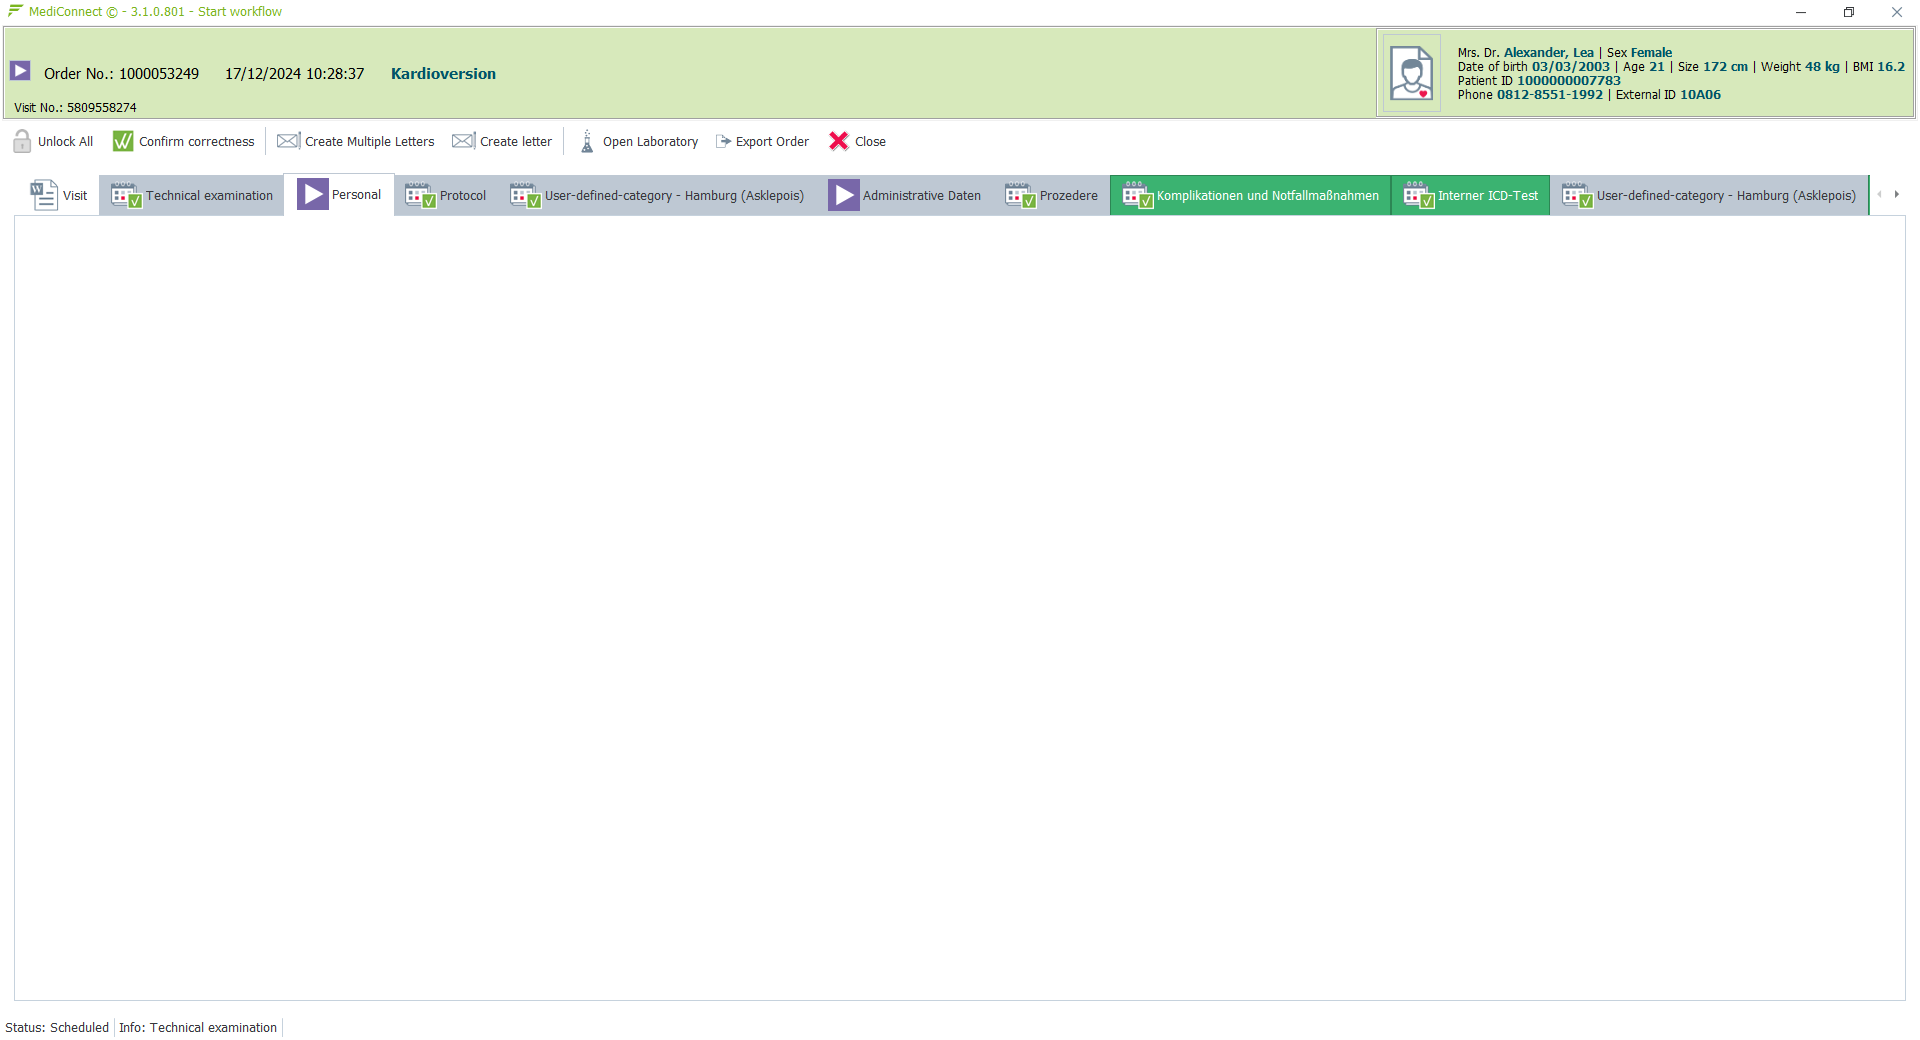 MediConnect © - 3.1.0.801 - Start workflow
Order No.: 1000053249 17/12/2024 10:28:37 Kardioversion
Visit No.: 5809558274
Mrs. Dr. Alexander, Lea | Sex Female
Date of birth 03/03/2003 | Age 21 | Size 172 cm | Weight 48 kg | BMI 16.2
Patient ID 1000000007783
Phone 0812-8551-1992 | External ID 10A06
Unlock All Confirm correctness Create Multiple Letters Create letter Open Laboratory Export Order Close
Visit Technical examination Personal Protocol User-defined-category - Hamburg (Asklepois) Administrative Daten Prozedere Komplikationen und Notfallmaßnahmen Interner ICD-Test User-defined-category - Hamburg (Asklepois)
Status: Scheduled Info: Technical examination